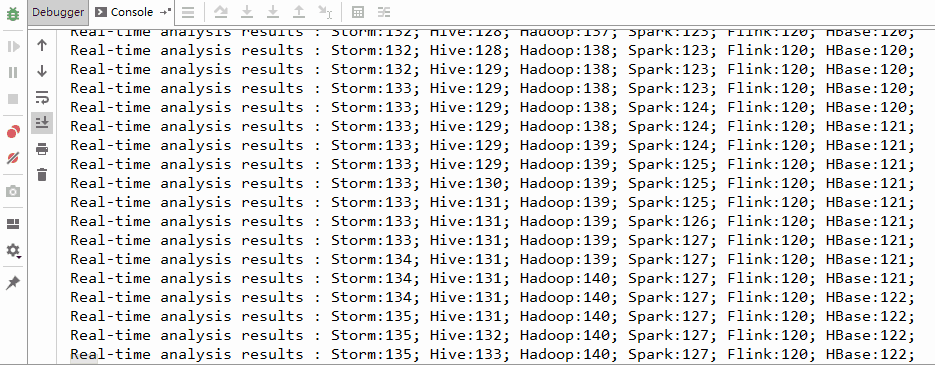 Debugger Console
Real-time analysis results : Storm:132; Hive:128; Hadoop:137; Spark:123; Flink:120; HBase:120;
Real-time analysis results : Storm:132; Hive:128; Hadoop:138; Spark:123; Flink:120; HBase:120;
Real-time analysis results : Storm:132; Hive:129; Hadoop:138; Spark:123; Flink:120; HBase:120;
Real-time analysis results : Storm:133; Hive:129; Hadoop:138; Spark:123; Flink:120; HBase:120;
Real-time analysis results : Storm:133; Hive:129; Hadoop:138; Spark:124; Flink:120; HBase:120;
Real-time analysis results : Storm:133; Hive:129; Hadoop:138; Spark:124; Flink:120; HBase:121;
Real-time analysis results : Storm:133; Hive:129; Hadoop:139; Spark:124; Flink:120; HBase:121;
Real-time analysis results : Storm:133; Hive:129; Hadoop:139; Spark:125; Flink:120; HBase:121;
Real-time analysis results : Storm:133; Hive:130; Hadoop:139; Spark:125; Flink:120; HBase:121;
Real-time analysis results : Storm:133; Hive:131; Hadoop:139; Spark:125; Flink:120; HBase:121;
Real-time analysis results : Storm:133; Hive:131; Hadoop:139; Spark:126; Flink:120; HBase:121;
Real-time analysis results : Storm:133; Hive:131; Hadoop:139; Spark:127; Flink:120; HBase:121;
Real-time analysis results : Storm:134; Hive:131; Hadoop:139; Spark:127; Flink:120; HBase:121;
Real-time analysis results : Storm:134; Hive:131; Hadoop:140; Spark:127; Flink:120; HBase:121;
Real-time analysis results : Storm:134; Hive:131; Hadoop:140; Spark:127; Flink:120; HBase:122;
Real-time analysis results : Storm:135; Hive:131; Hadoop:140; Spark:127; Flink:120; HBase:122;
Real-time analysis results : Storm:135; Hive:132; Hadoop:140; Spark:127; Flink:120; HBase:122;
Real-time analysis results : Storm:135; Hive:133; Hadoop:140; Spark:127; Flink:120; HBase:122;